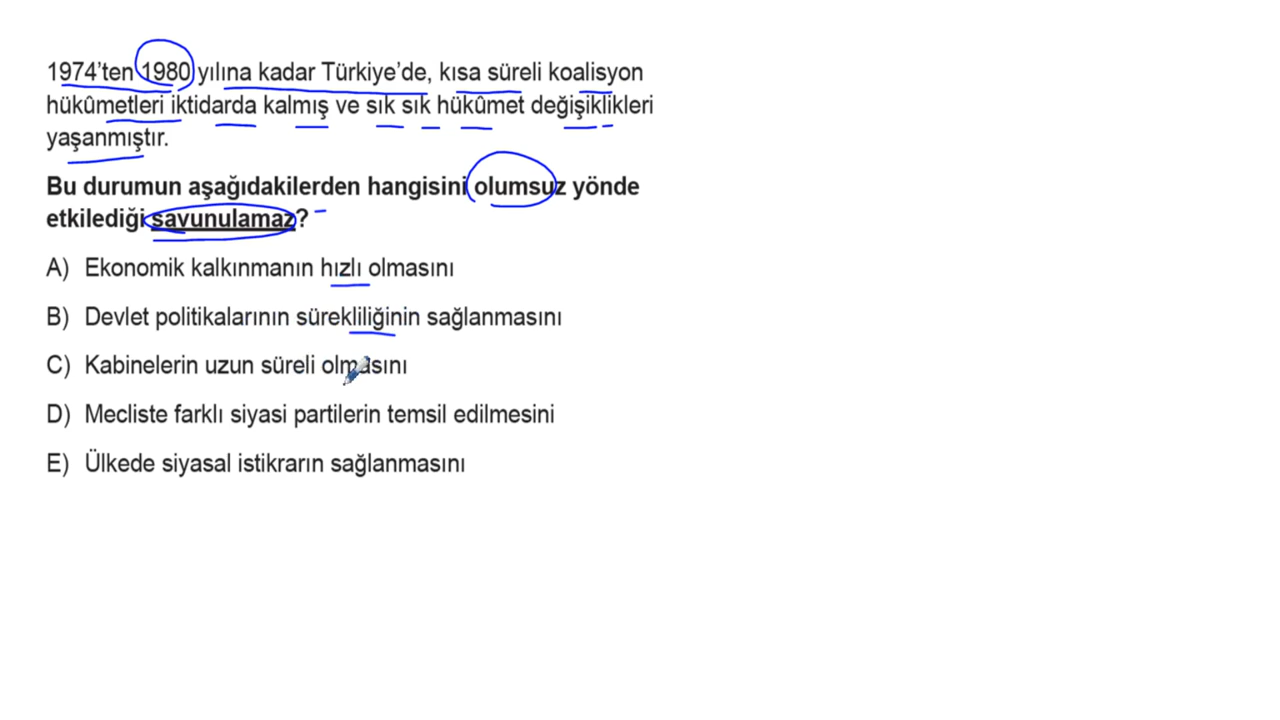 1974’ten 1980 yılına kadar Türkiye’de, kısa süreli koalisyon
hükûmetleri iktidarda kalmış ve sık sık hükûmet değişiklikleri
yaşanmıştır.
Bu durumun aşağıdakilerden hangisini olumsuz yönde
etkilediği savunulamaz?
A) Ekonomik kalkınmanın hızlı olmasını
B) Devlet politikalarının sürekliliğinin sağlanmasını
C) Kabinelerin uzun süreli olmasını
D) Mecliste farklı siyasi partilerin temsil edilmesini
E) Ülkede siyasal istikrarın sağlanmasını